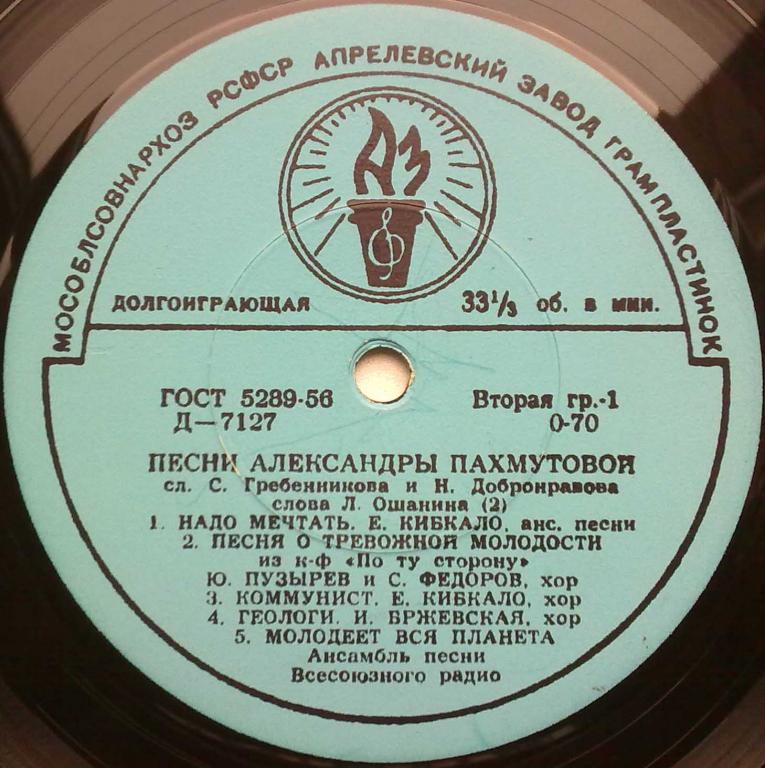 МОСОБЛСОВНАРХОЗ РСФСР АПРЕЛЕВСКИЙ ЗАВОД ГРАМПЛАСТИНОК
АЗ
ДОЛГОИГРАЮЩАЯ 33⅓ об. в мин.
ГОСТ 5289-56 Вторая гр.-1
Д—7127 0-70
ПЕСНИ АЛЕКСАНДРЫ ПАХМУТОВОЙ
сл. С. Гребенникова и Н. Добронравова
слова Л. Ошанина (2)
1. НАДО МЕЧТАТЬ. Е. КИБКАЛО, анс. песни
2. ПЕСНЯ О ТРЕВОЖНОЙ МОЛОДОСТИ
из к-ф «По ту сторону»
Ю. ПУЗЫРЕВ и С. ФЕДОРОВ, хор
3. КОММУНИСТ. Е. КИБКАЛО, хор
4. ГЕОЛОГИ. И. БРЖЕВСКАЯ, хор
5. МОЛОДЕЕТ ВСЯ ПЛАНЕТА
Ансамбль песни
Всесоюзного радио